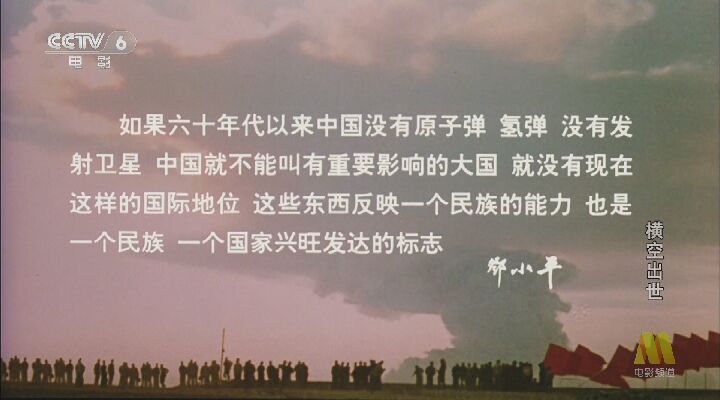 CCTV 6
电影
如果六十年代以来中国没有原子弹 氢弹 没有发
射卫星 中国就不能叫有重要影响的大国 就没有现在
这样的国际地位 这些东西反映一个民族的能力 也是
一个民族 一个国家兴旺发达的标志
邓小平
横空出世
电影频道